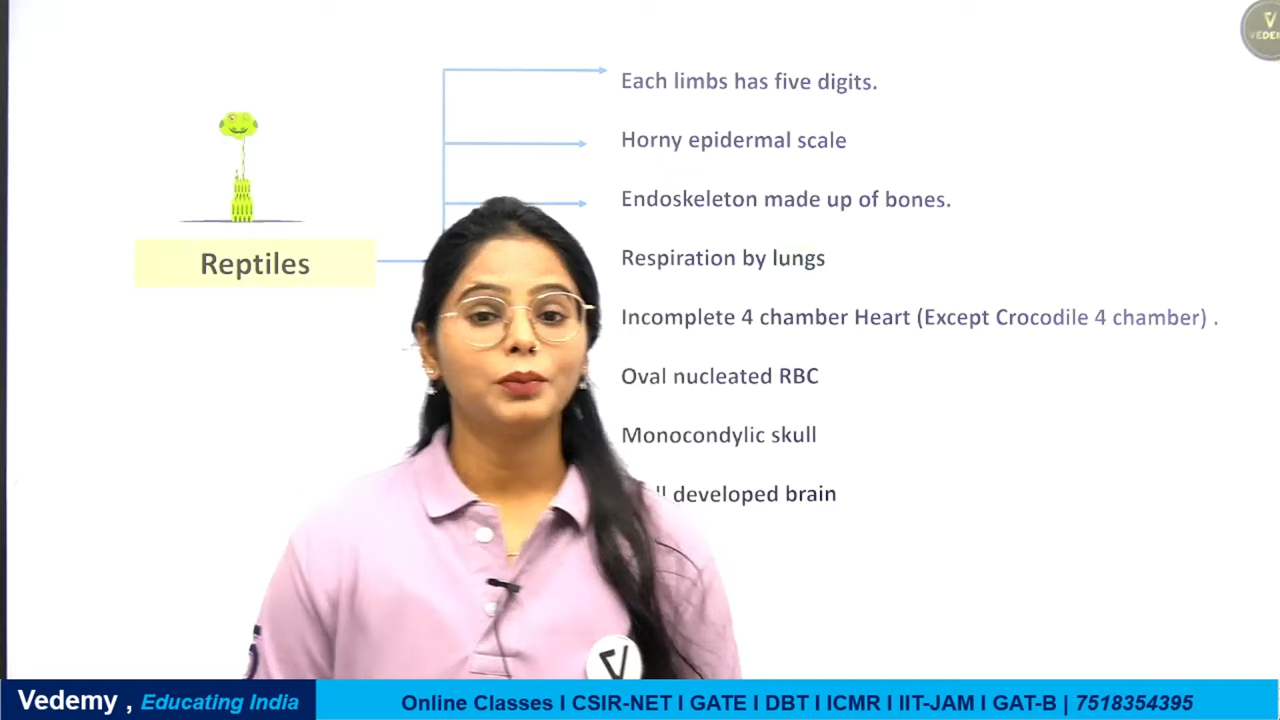 Each limbs has five digits.
Horny epidermal scale
Endoskeleton made up of bones.
Reptiles
Respiration by lungs
Incomplete 4 chamber Heart (Except Crocodile 4 chamber) .
Oval nucleated RBC
Monocondylic skull
developed brain
Vedemy , Educating India
Online Classes I CSIR-NET I GATE I DBT I ICMR I IIT-JAM I GAT-B | 7518354395